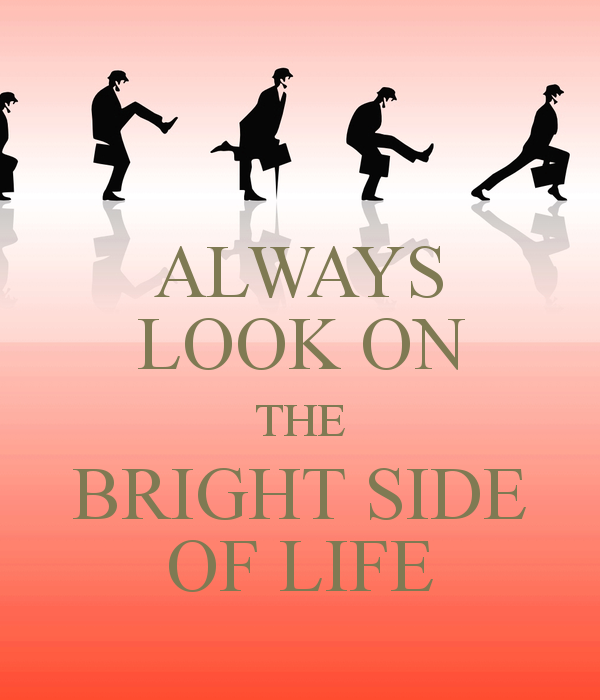 ALWAYS
LOOK ON
THE
BRIGHT SIDE
OF LIFE